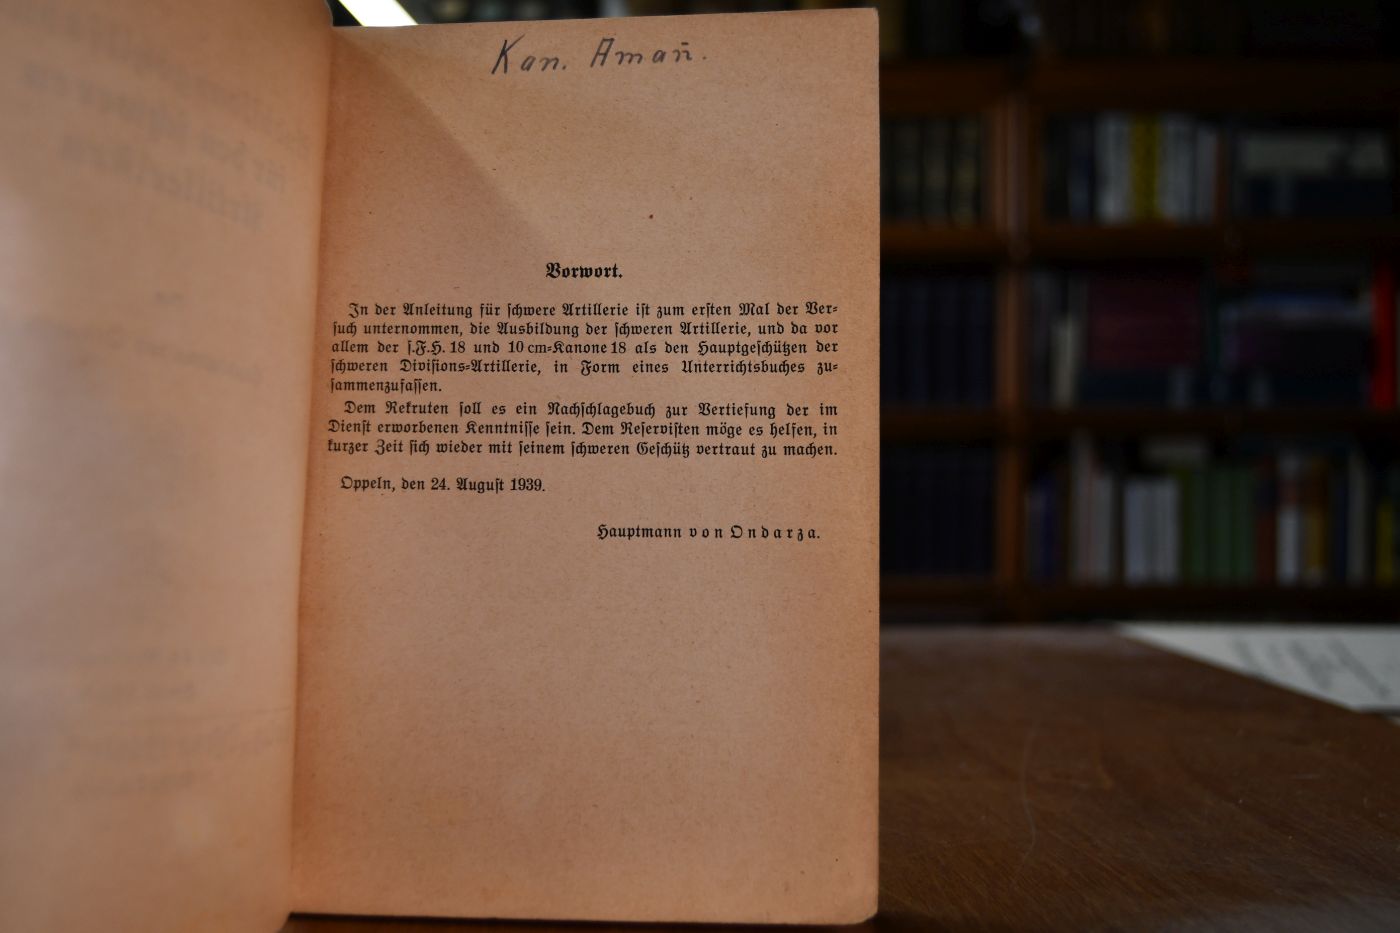 Kan. Aman̄.
Vorwort.
In der Anleitung für schwere Artillerie ist zum ersten Mal der Ver-
such unternommen, die Ausbildung der schweren Artillerie, und da vor
allem der s.F.H. 18 und 10 cm-Kanone 18 als den Hauptgeschützen der
schweren Divisions-Artillerie, in Form eines Unterrichtsbuches zu-
sammenzufassen.
Dem Rekruten soll es ein Nachschlagebuch zur Vertiefung der im
Dienst erworbenen Kenntnisse sein. Dem Reservisten möge es helfen, in
kurzer Zeit sich wieder mit seinem schweren Geschütz vertraut zu machen.
Oppeln, den 24. August 1939.
Hauptmann von Ondarza.